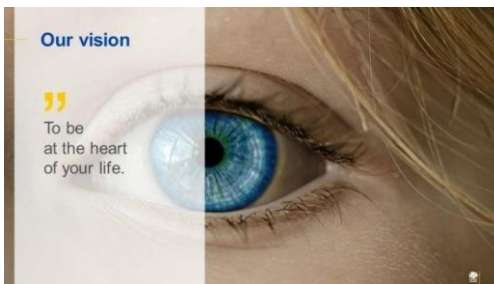 Our vision
”
To be
at the heart
of your life.